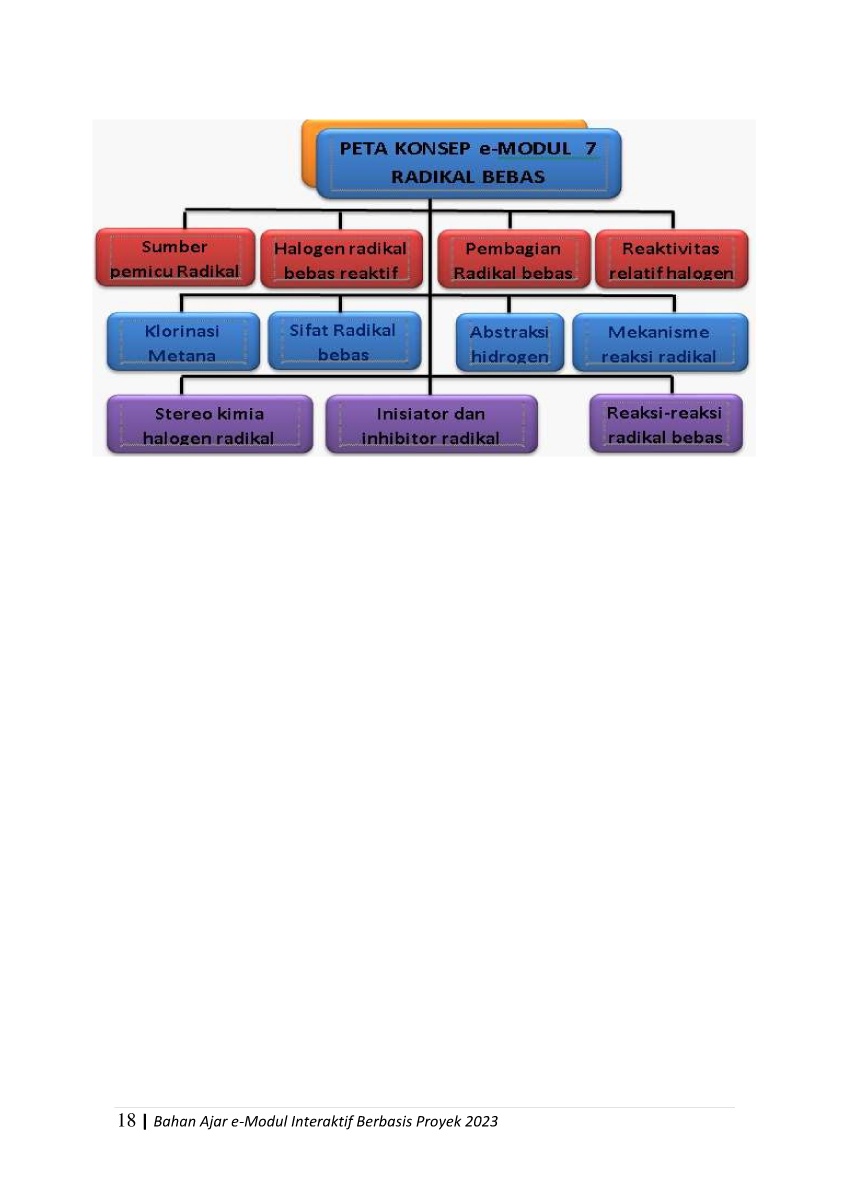 PETA KONSEP e-MODUL 7
RADIKAL BEBAS
Sumber
pemicu Radikal
Halogen radikal
bebas reaktif
Pembagian
Radikal bebas
Reaktivitas
relatif halogen
Klorinasi
Metana
Sifat Radikal
bebas
Abstraksi
hidrogen
Mekanisme
reaksi radikal
Stereo kimia
halogen radikal
Inisiator dan
inhibitor radikal
Reaksi-reaksi
radikal bebas
18 | Bahan Ajar e-Modul Interaktif Berbasis Proyek 2023